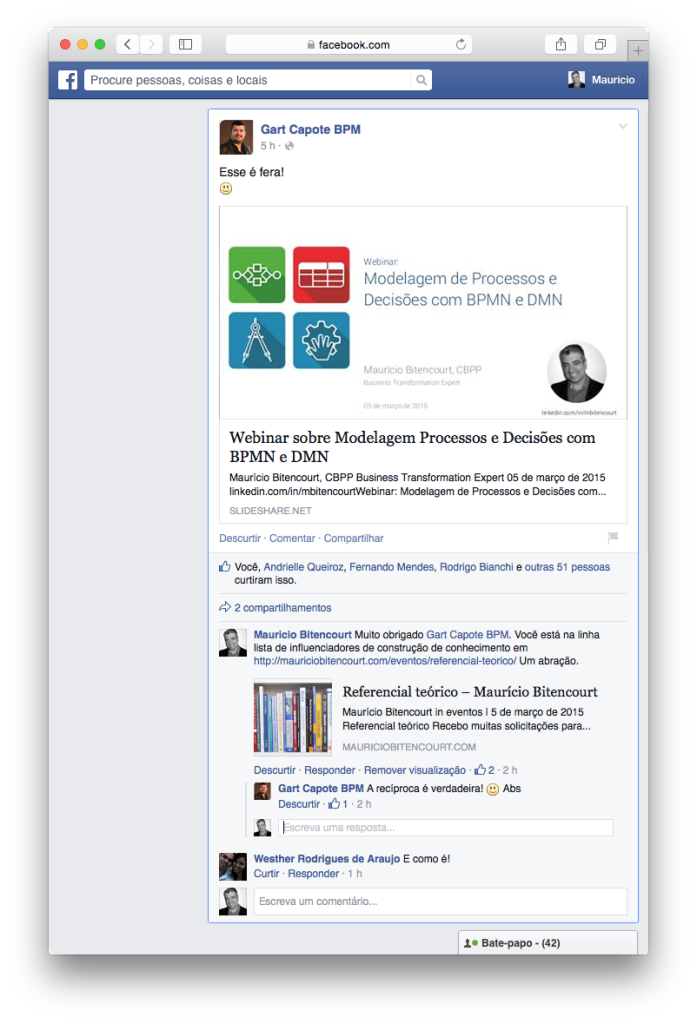 facebook.com
f Procure pessoas, coisas e locais Mauricio
Gart Capote BPM
5 h ·
Esse é fera!
Webinar:
Modelagem de Processos e
Decisões com BPMN e DMN
Maurício Bitencourt, CBPP
Business Transformation Expert
05 de março de 2015
linkedin.com/in/mbitencourt
Webinar sobre Modelagem Processos e Decisões com
BPMN e DMN
Maurício Bitencourt, CBPP Business Transformation Expert 05 de março de 2015
linkedin.com/in/mbitencourtWebinar: Modelagem de Processos e Decisões com...
SLIDESHARE.NET
Descurtir · Comentar · Compartilhar
Você, Andrielle Queiroz, Fernando Mendes, Rodrigo Bianchi e outras 51 pessoas
curtiram isso.
2 compartilhamentos
Mauricio Bitencourt Muito obrigado Gart Capote BPM. Você está na linha
lista de influenciadores de construção de conhecimento em
http://mauriciobitencourt.com/eventos/referencial-teorico/ Um abração.
Referencial teórico – Maurício Bitencourt
Maurício Bitencourt in eventos | 5 de março de 2015
Referencial teórico Recebo muitas solicitações para...
MAURICIOBITENCOURT.COM
Descurtir · Responder · Remover visualização · 2 · 2 h
Gart Capote BPM A recíproca é verdadeira! Abs
Descurtir · 1 · 2 h
Escreva uma resposta...
Westher Rodrigues de Araujo E como é!
Curtir · Responder · 1 h
Escreva um comentário...
Bate-papo - (42)